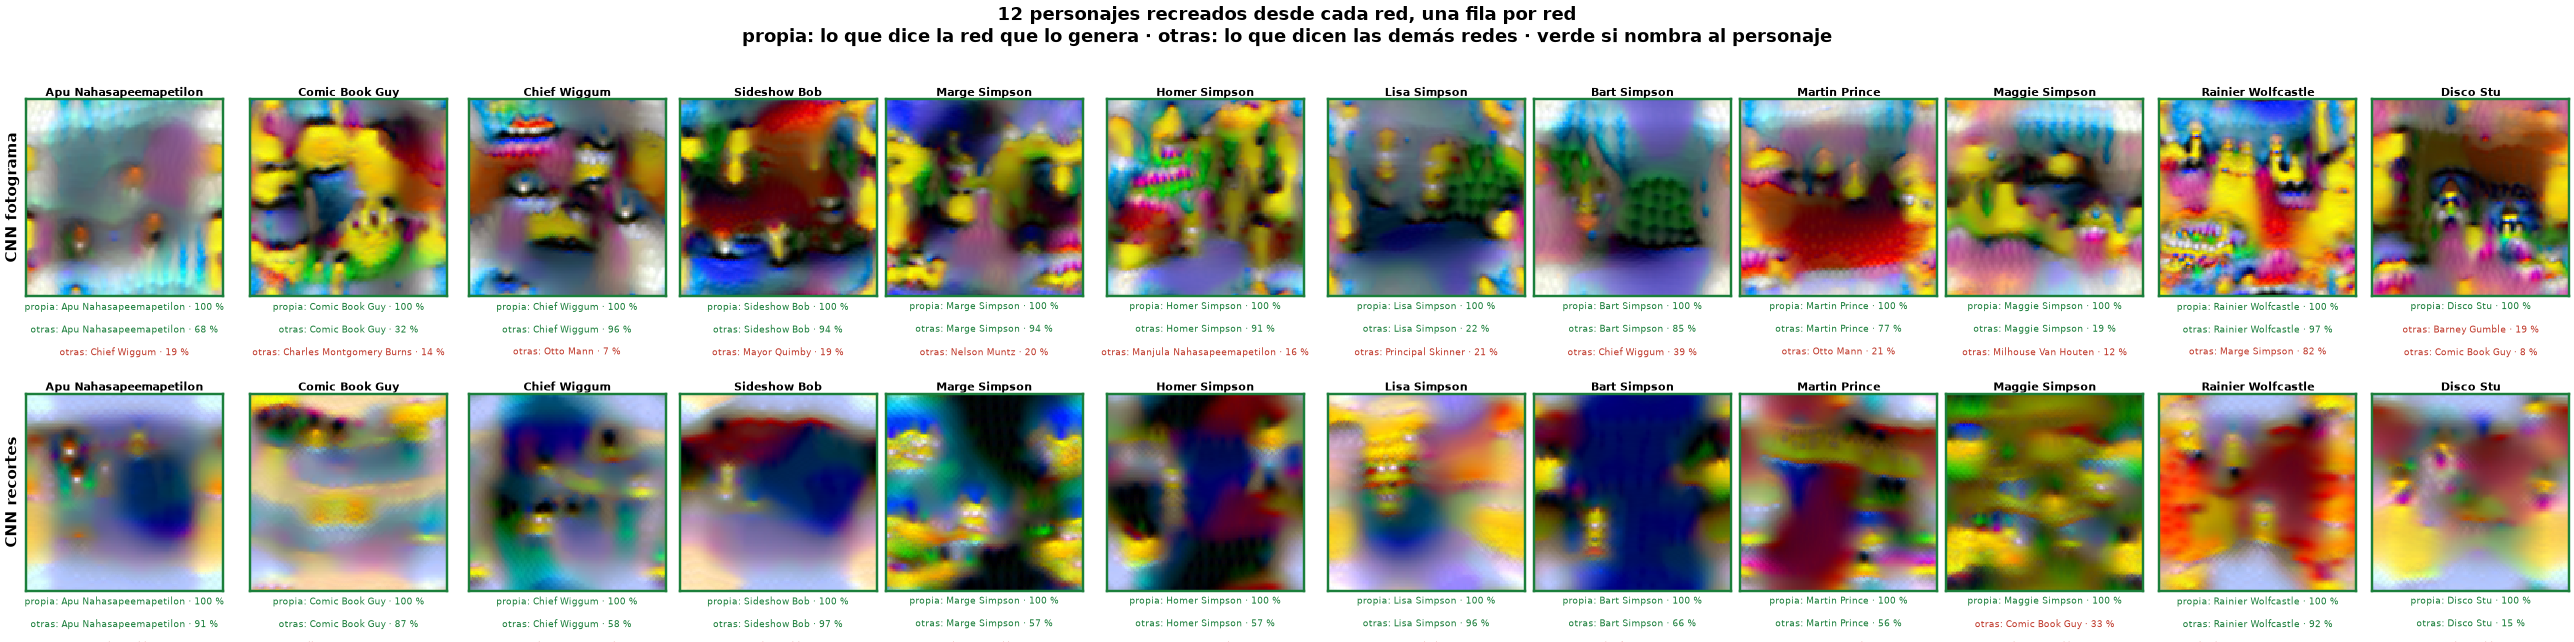 12 personajes recreados desde cada red, una fila por red
propia: lo que dice la red que lo genera · otras: lo que dicen las demás redes · verde si nombra al personaje
CNN fotograma
Apu Nahasapeemapetilon
Comic Book Guy
Chief Wiggum
Sideshow Bob
Marge Simpson
Homer Simpson
Lisa Simpson
Bart Simpson
Martin Prince
Maggie Simpson
Rainier Wolfcastle
Disco Stu
propia: Apu Nahasapeemapetilon · 100 %
propia: Comic Book Guy · 100 %
propia: Chief Wiggum · 100 %
propia: Sideshow Bob · 100 %
propia: Marge Simpson · 100 %
propia: Homer Simpson · 100 %
propia: Lisa Simpson · 100 %
propia: Bart Simpson · 100 %
propia: Martin Prince · 100 %
propia: Maggie Simpson · 100 %
propia: Rainier Wolfcastle · 100 %
propia: Disco Stu · 100 %
otras: Apu Nahasapeemapetilon · 68 %
otras: Comic Book Guy · 32 %
otras: Chief Wiggum · 96 %
otras: Sideshow Bob · 94 %
otras: Marge Simpson · 94 %
otras: Homer Simpson · 91 %
otras: Lisa Simpson · 22 %
otras: Bart Simpson · 85 %
otras: Martin Prince · 77 %
otras: Maggie Simpson · 19 %
otras: Rainier Wolfcastle · 97 %
otras: Barney Gumble · 19 %
otras: Chief Wiggum · 19 %
otras: Charles Montgomery Burns · 14 %
otras: Otto Mann · 7 %
otras: Mayor Quimby · 19 %
otras: Nelson Muntz · 20 %
otras: Manjula Nahasapeemapetilon · 16 %
otras: Principal Skinner · 21 %
otras: Chief Wiggum · 39 %
otras: Otto Mann · 21 %
otras: Milhouse Van Houten · 12 %
otras: Marge Simpson · 82 %
otras: Comic Book Guy · 8 %
CNN recortes
Apu Nahasapeemapetilon
Comic Book Guy
Chief Wiggum
Sideshow Bob
Marge Simpson
Homer Simpson
Lisa Simpson
Bart Simpson
Martin Prince
Maggie Simpson
Rainier Wolfcastle
Disco Stu
propia: Apu Nahasapeemapetilon · 100 %
propia: Comic Book Guy · 100 %
propia: Chief Wiggum · 100 %
propia: Sideshow Bob · 100 %
propia: Marge Simpson · 100 %
propia: Homer Simpson · 100 %
propia: Lisa Simpson · 100 %
propia: Bart Simpson · 100 %
propia: Martin Prince · 100 %
propia: Maggie Simpson · 100 %
propia: Rainier Wolfcastle · 100 %
propia: Disco Stu · 100 %
otras: Apu Nahasapeemapetilon · 91 %
otras: Comic Book Guy · 87 %
otras: Chief Wiggum · 58 %
otras: Sideshow Bob · 97 %
otras: Marge Simpson · 57 %
otras: Homer Simpson · 57 %
otras: Lisa Simpson · 96 %
otras: Bart Simpson · 66 %
otras: Martin Prince · 56 %
otras: Comic Book Guy · 33 %
otras: Rainier Wolfcastle · 92 %
otras: Disco Stu · 15 %